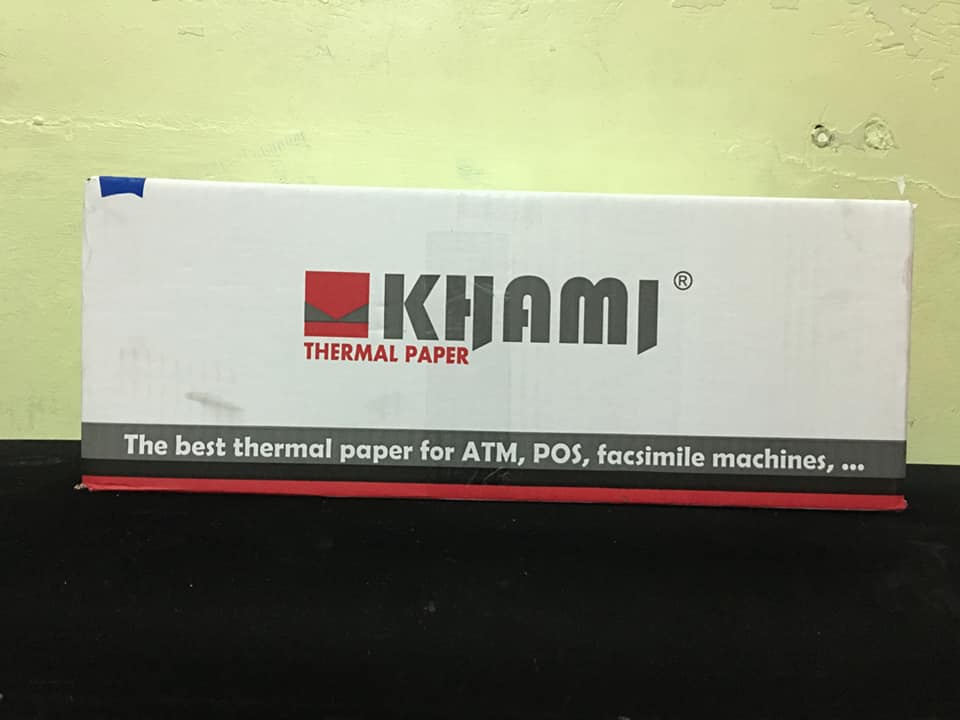 KHAMI ®
THERMAL PAPER
The best thermal paper for ATM, POS, facsimile machines, ...